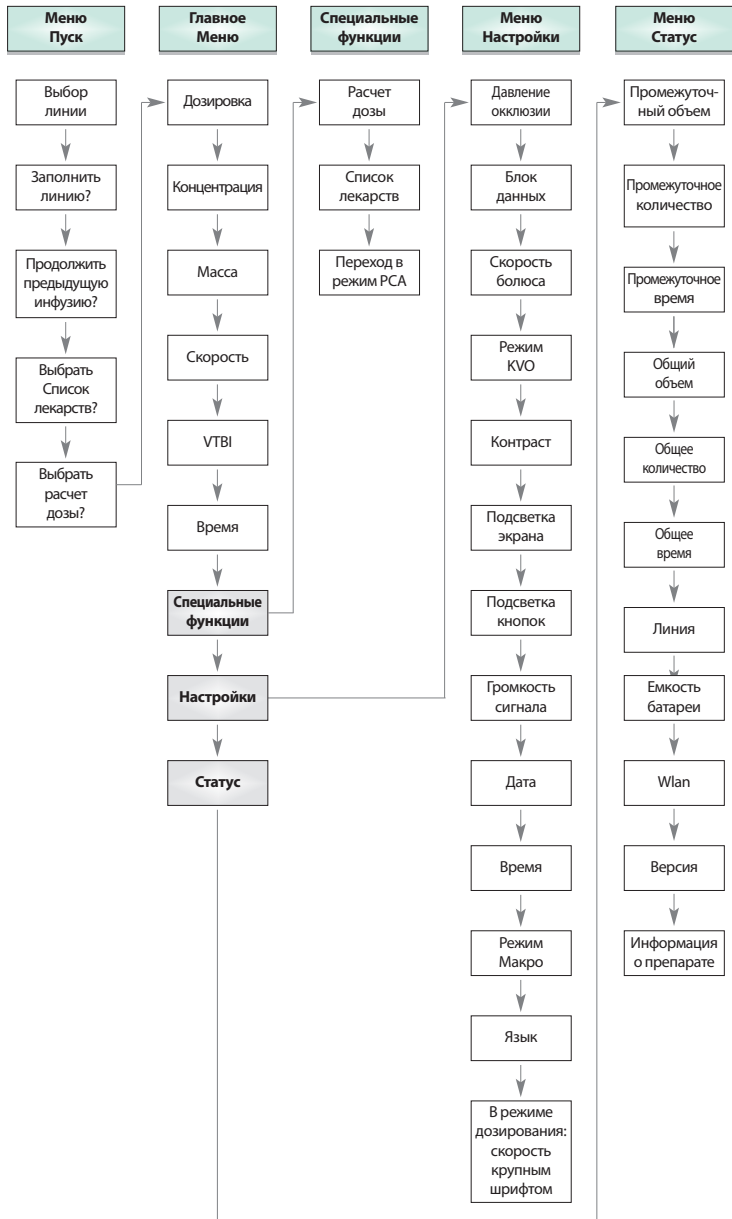 Меню
Пуск
Главное
Меню
Специальные
функции
Меню
Настройки
Меню
Статус
Выбор
линии
Заполнить
линию?
Продолжить
предыдущую
инфузию?
Выбрать
Список
лекарств?
Выбрать
расчет
дозы?
Дозировка
Концентрация
Масса
Скорость
VTBI
Время
Специальные
функции
Настройки
Статус
Расчет
дозы
Список
лекарств
Переход в
режим PCA
Давление
окклюзии
Блок
данных
Скорость
болюса
Режим
KVO
Контраст
Подсветка
экрана
Подсветка
кнопок
Громкость
сигнала
Дата
Время
Режим
Макро
Язык
В режиме
дозирования:
скорость
крупным
шрифтом
Промежуточ-
ный объем
Промежуточное
количество
Промежуточное
время
Общий
объем
Общее
количество
Общее
время
Линия
Емкость
батареи
Wlan
Версия
Информация
о препарате